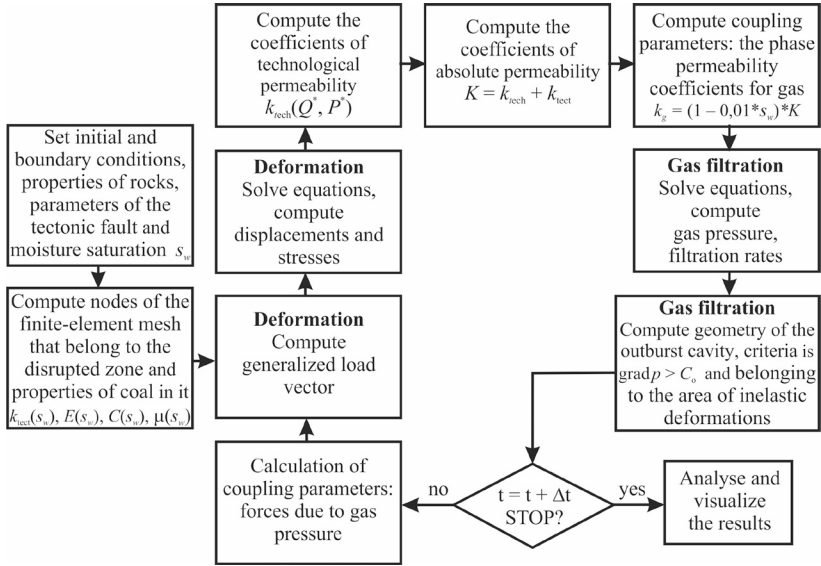 Set initial and
boundary conditions,
properties of rocks,
parameters of the
tectonic fault and
moisture saturation s_w
Compute nodes of the
finite-element mesh
that belong to the
disrupted zone and
properties of coal in it
k_tect(s_w), E(s_w), C(s_w), μ(s_w)
Deformation
Compute
generalized load
vector
Deformation
Solve equations,
compute
displacements and
stresses
Compute the
coefficients of
technological
permeability
k_tech(Q*, P*)
Compute the
coefficients of
absolute permeability
K = k_tech + k_tect
Compute coupling
parameters: the phase
permeability
coefficients for gas
k_g = (1 – 0,01*s_w)*K
Gas filtration
Solve equations,
compute
gas pressure,
filtration rates
Gas filtration
Compute geometry of the
outburst cavity, criteria is
grad p > C_o and belonging
to the area of inelastic
deformations
t = t + Δt
STOP?
no
yes
Calculation of
coupling parameters:
forces due to gas
pressure
Analyse and
visualize
the results